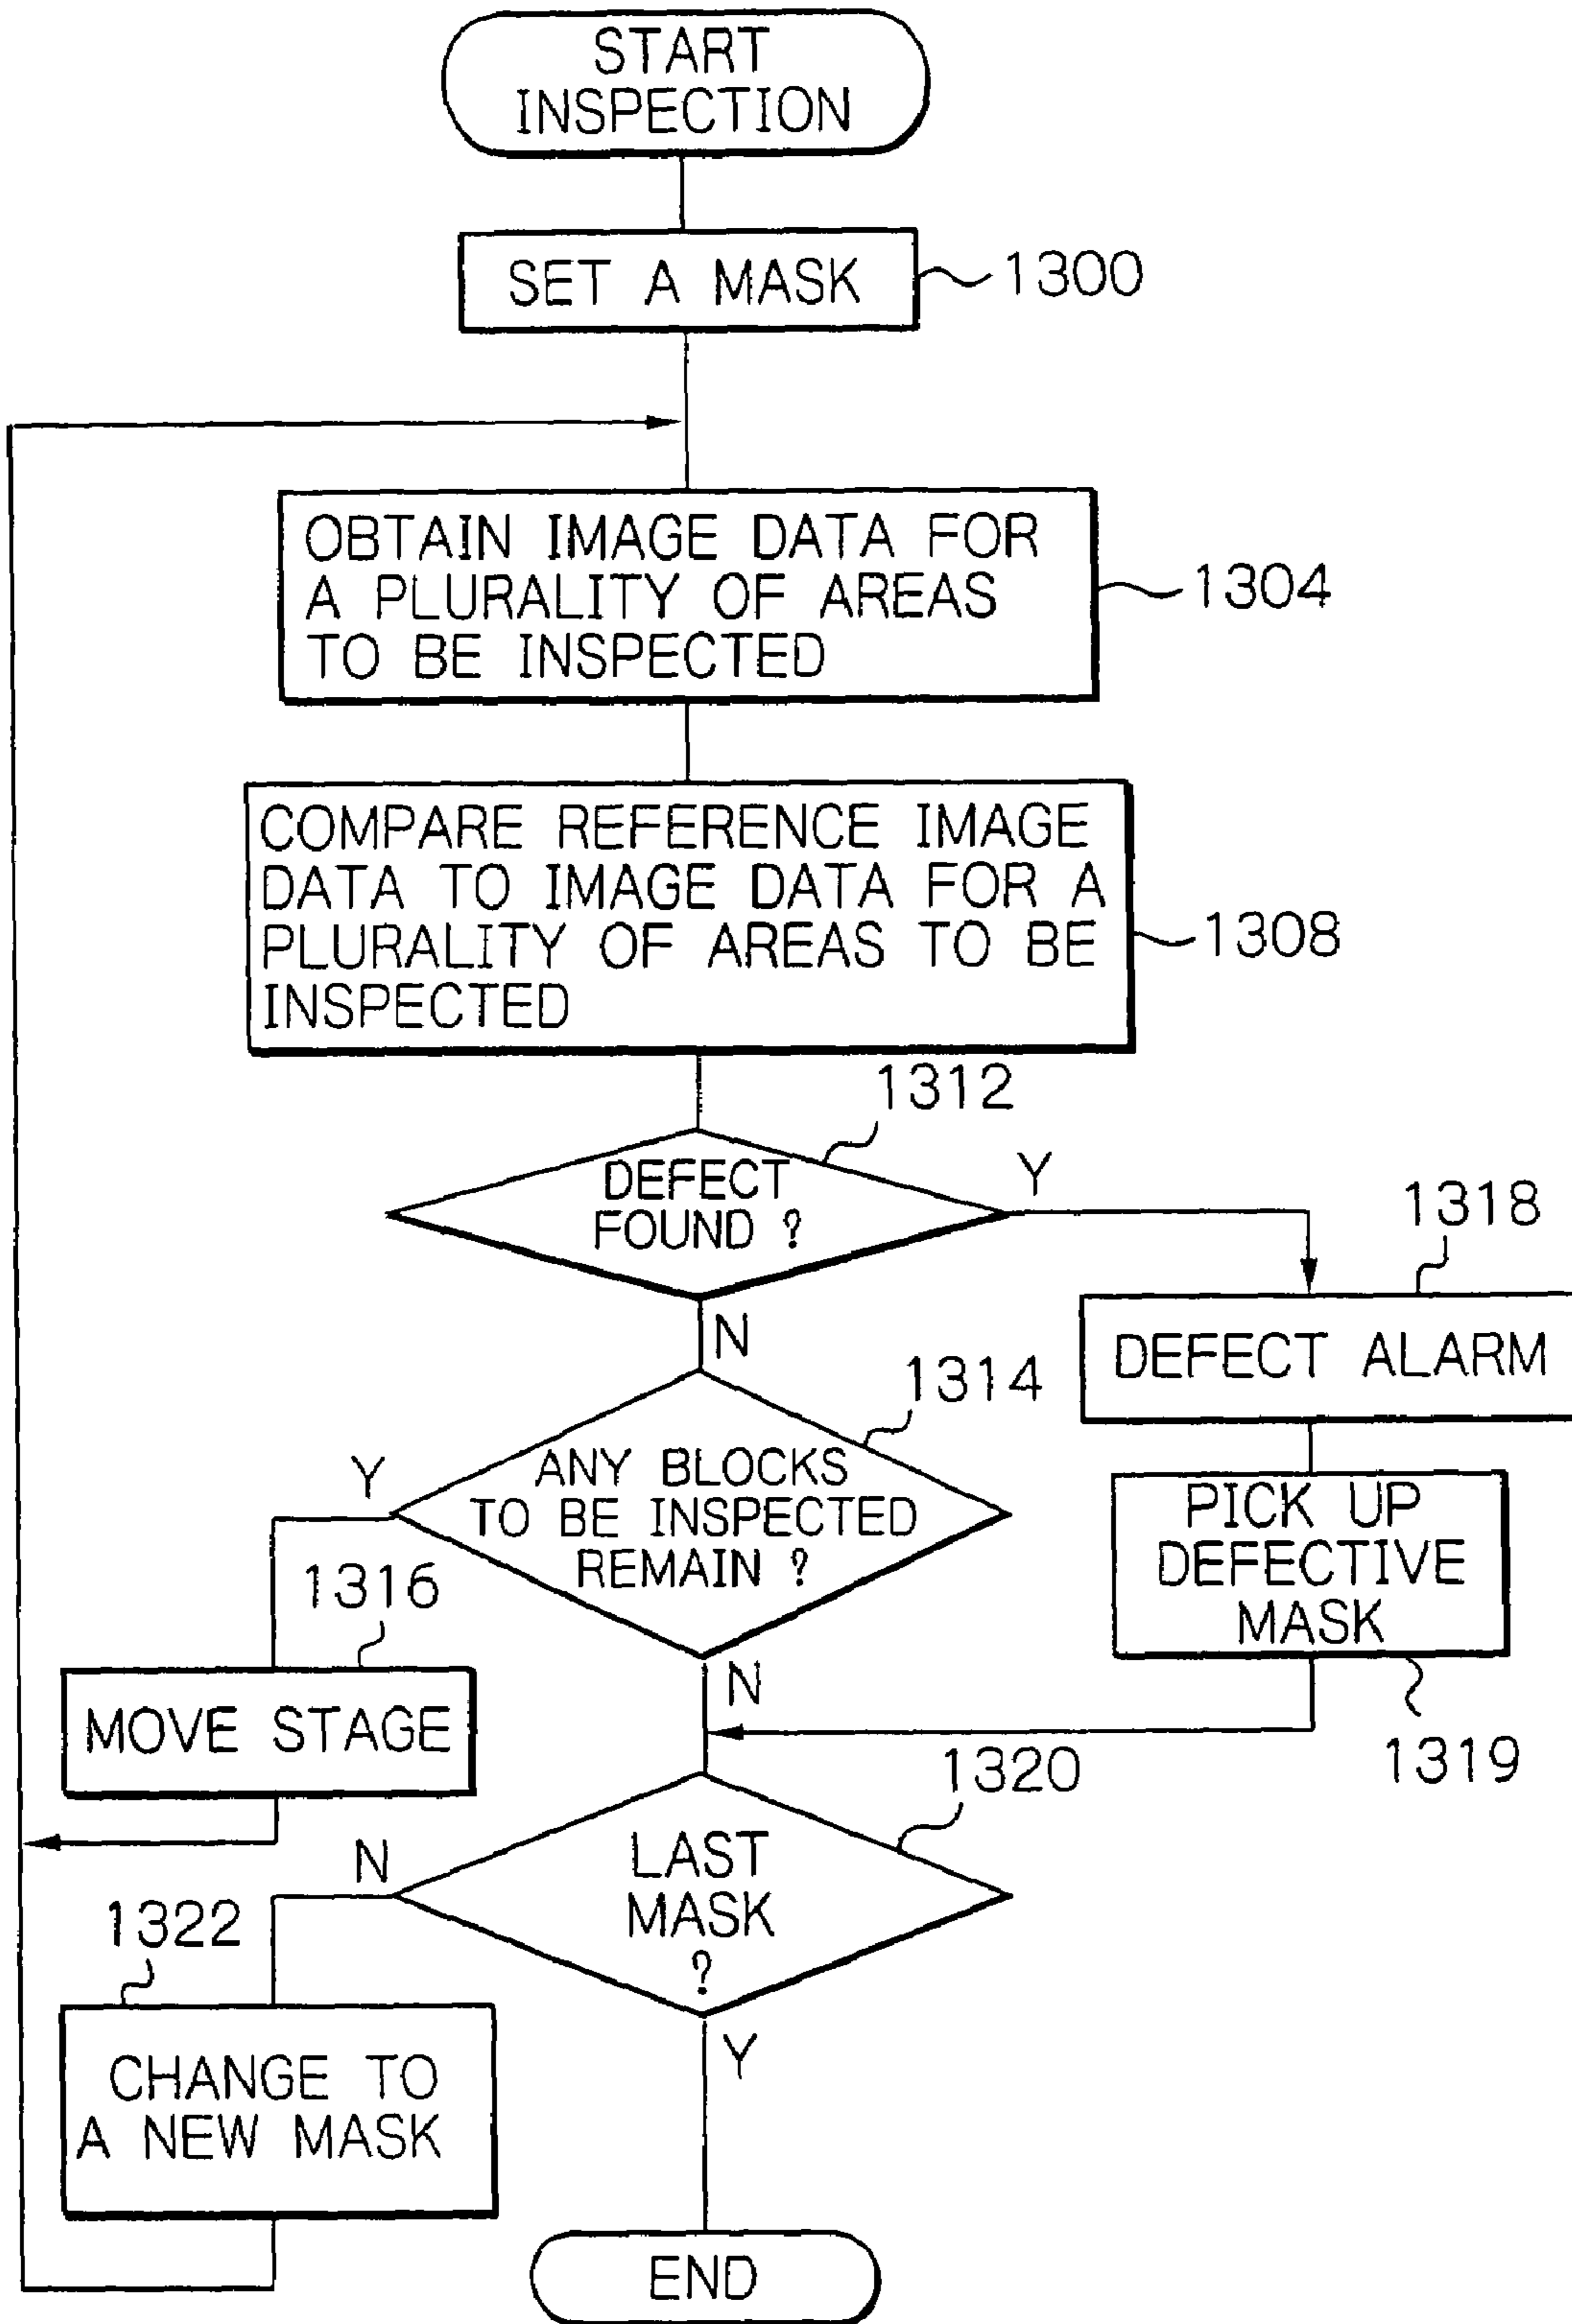 START
INSPECTION
SET A MASK
1300
OBTAIN IMAGE DATA FOR
A PLURALITY OF AREAS
TO BE INSPECTED
1304
COMPARE REFERENCE IMAGE
DATA TO IMAGE DATA FOR A
PLURALITY OF AREAS TO BE
INSPECTED
1308
1312
DEFECT
FOUND ?
Y
N
1318
DEFECT ALARM
1314
ANY BLOCKS
TO BE INSPECTED
REMAIN ?
Y
N
PICK UP
DEFECTIVE
MASK
1319
1316
MOVE STAGE
1320
LAST
MASK
?
N
Y
1322
CHANGE TO
A NEW MASK
END